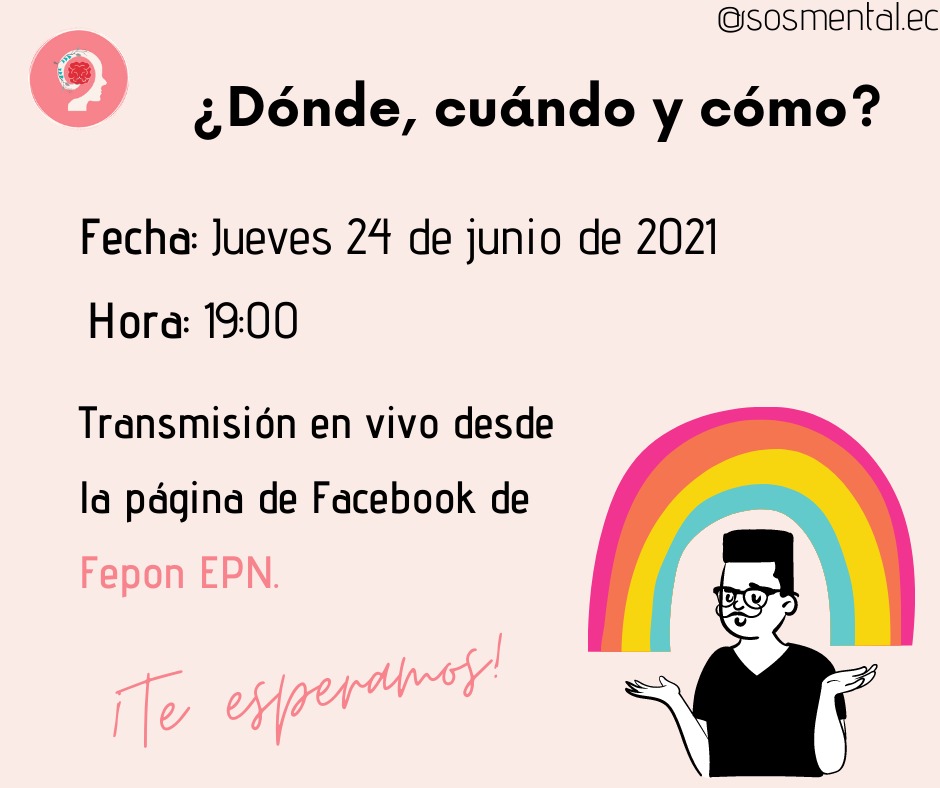 @sosmental.ec
¿Dónde, cuándo y cómo?
Fecha: Jueves 24 de junio de 2021
Hora: 19:00
Transmisión en vivo desde
la página de Facebook de
Fepon EPN.
¡Te esperamos!